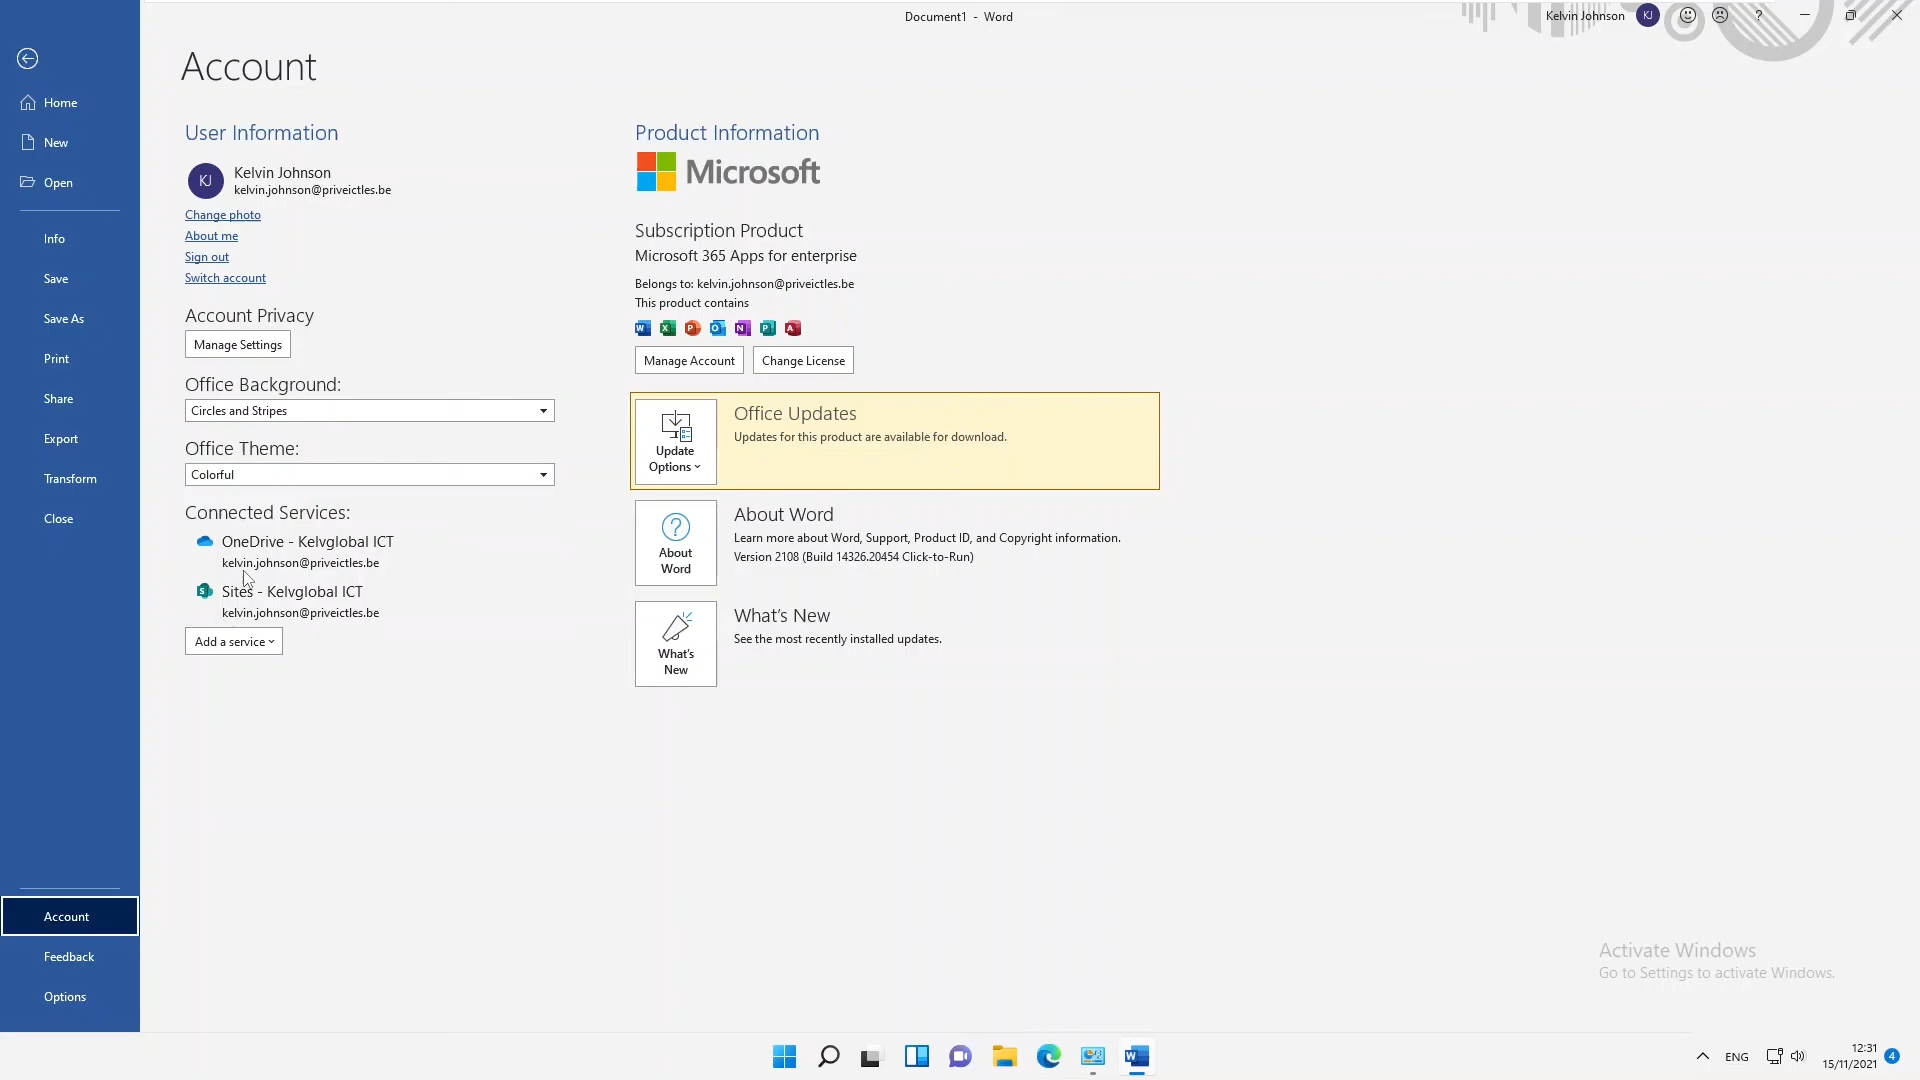 Document1 - Word
Kelvin Johnson KJ
?
Home
New
Open
Info
Save
Save As
Print
Share
Export
Transform
Close
Account
Feedback
Options
Account
User Information
KJ
Kelvin Johnson
kelvin.johnson@priveictles.be
Change photo
About me
Sign out
Switch account
Account Privacy
Manage Settings
Office Background:
Circles and Stripes
Office Theme:
Colorful
Connected Services:
OneDrive - Kelvglobal ICT
kelvin.johnson@priveictles.be
Sites - Kelvglobal ICT
kelvin.johnson@priveictles.be
Add a service
Product Information
Microsoft
Subscription Product
Microsoft 365 Apps for enterprise
Belongs to: kelvin.johnson@priveictles.be
This product contains
W X P O N P A
Manage Account Change License
Update
Options
Office Updates
Updates for this product are available for download.
About
Word
About Word
Learn more about Word, Support, Product ID, and Copyright information.
Version 2108 (Build 14326.20454 Click-to-Run)
What's
New
What's New
See the most recently installed updates.
Activate Windows
Go to Settings to activate Windows.
W
ENG
12:31
15/11/2021
4